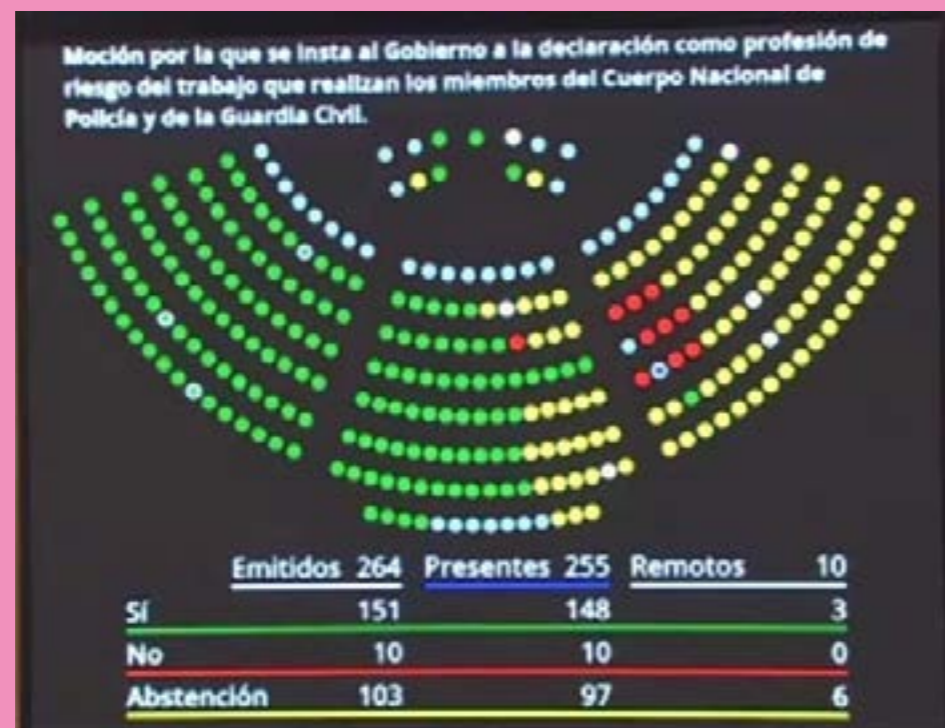 Moción por la que se insta al Gobierno a la declaración como profesión de
riesgo del trabajo que realizan los miembros del Cuerpo Nacional de
Policía y de la Guardia Civil.
Emitidos 264 Presentes 255 Remotos 10
Sí 151 148 3
No 10 10 0
Abstención 103 97 6